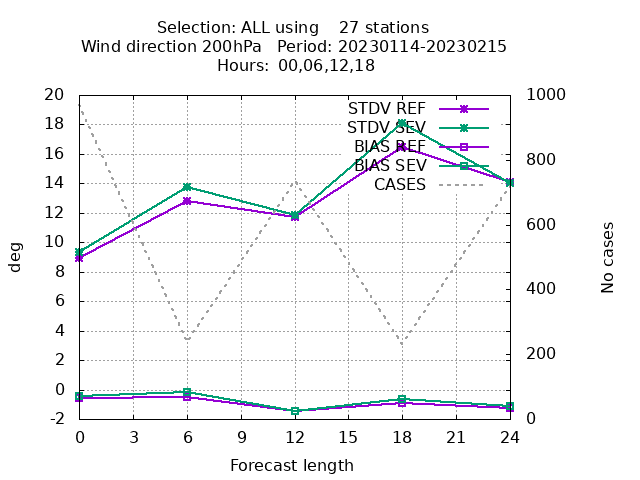 Selection: ALL using    27 stations
Wind direction 200hPa   Period: 20230114-20230215
Hours:  00,06,12,18
20
18
16
14
12
10
8
6
4
2
0
-2
1000
800
600
400
200
0
deg
No cases
STDV REF
STDV SEV
BIAS REF
BIAS SEV
CASES
0 3 6 9 12 15 18 21 24
Forecast length